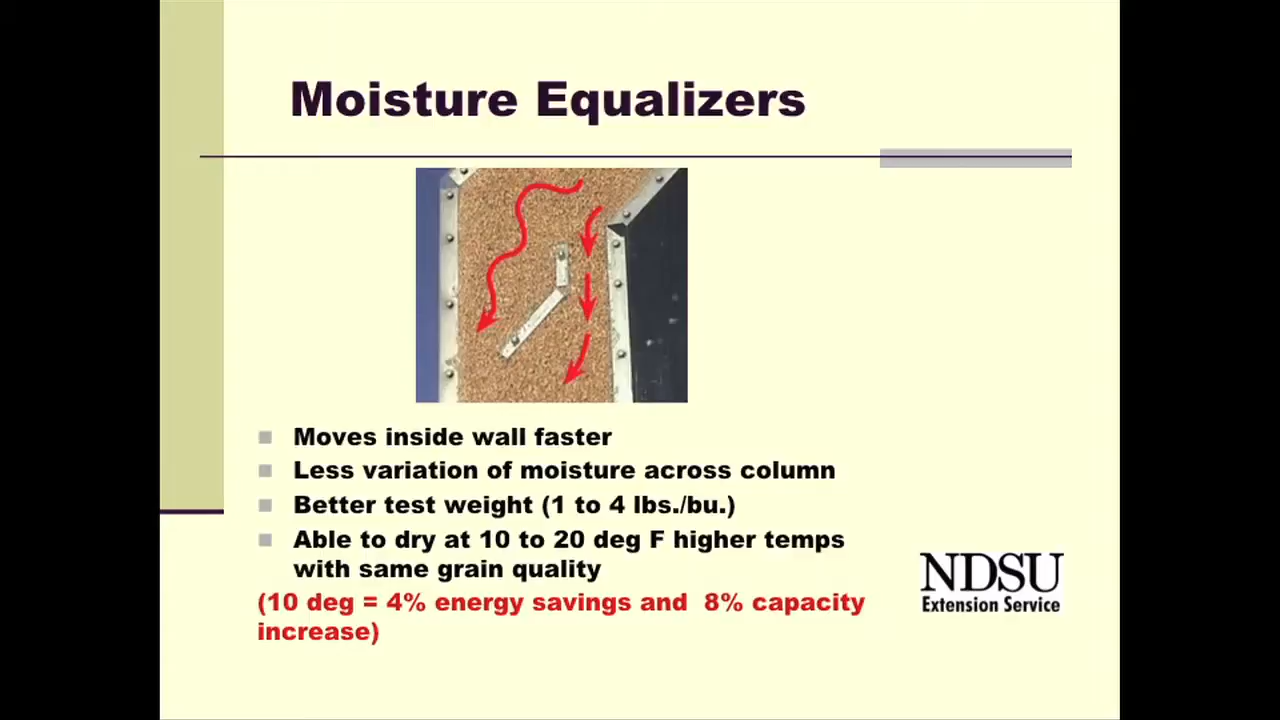 Moisture Equalizers
Moves inside wall faster
Less variation of moisture across column
Better test weight (1 to 4 lbs./bu.)
Able to dry at 10 to 20 deg F higher temps
with same grain quality
(10 deg = 4% energy savings and 8% capacity
increase)
NDSU
Extension Service